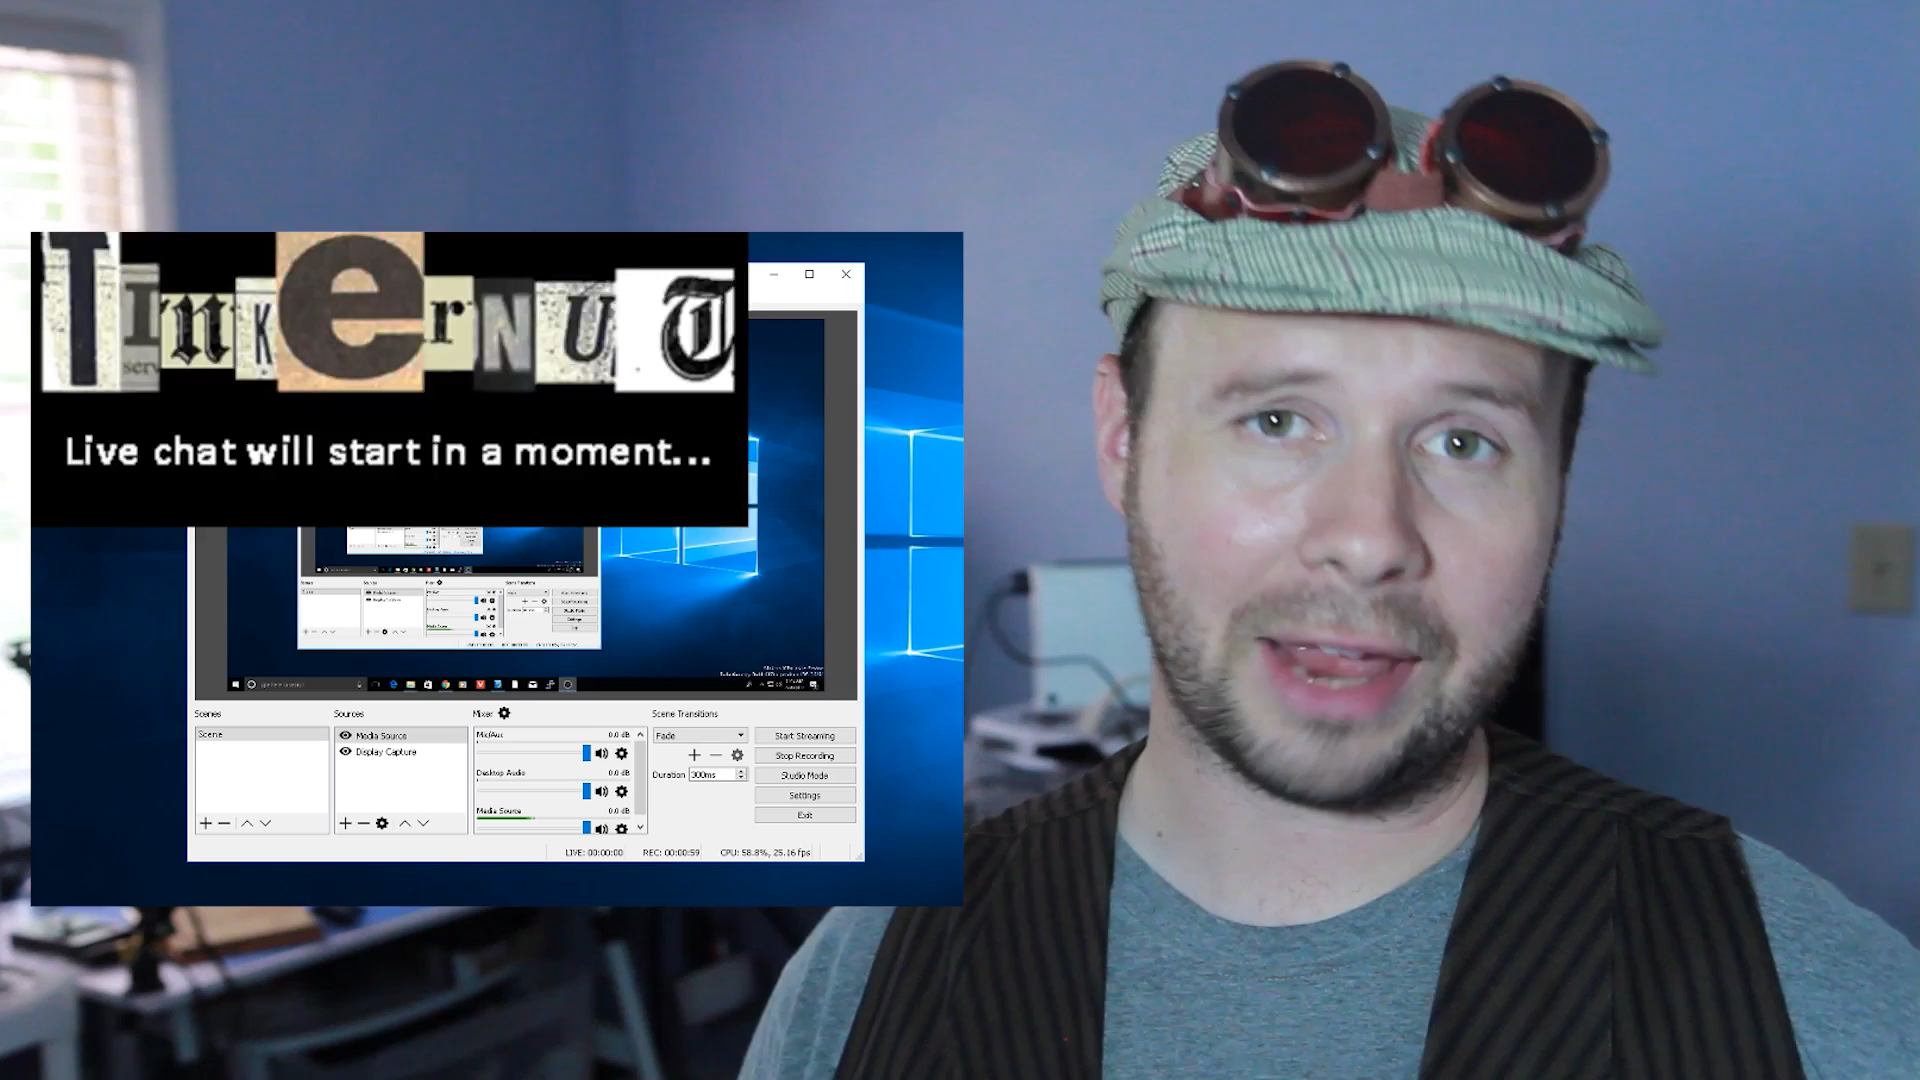 TInKerNUT
serv
Live chat will start in a moment...
Scenes
Sources
Mixer
Scene Transitions
Scene
Media Source
Display Capture
Mic/Aux
0.0 dB
Desktop Audio
0.0 dB
Media Source
0.0 dB
Fade
Duration 300ms
Start Streaming
Stop Recording
Studio Mode
Settings
Exit
LIVE: 00:00:00
REC: 00:00:59
CPU: 58.8%, 25.16 fps